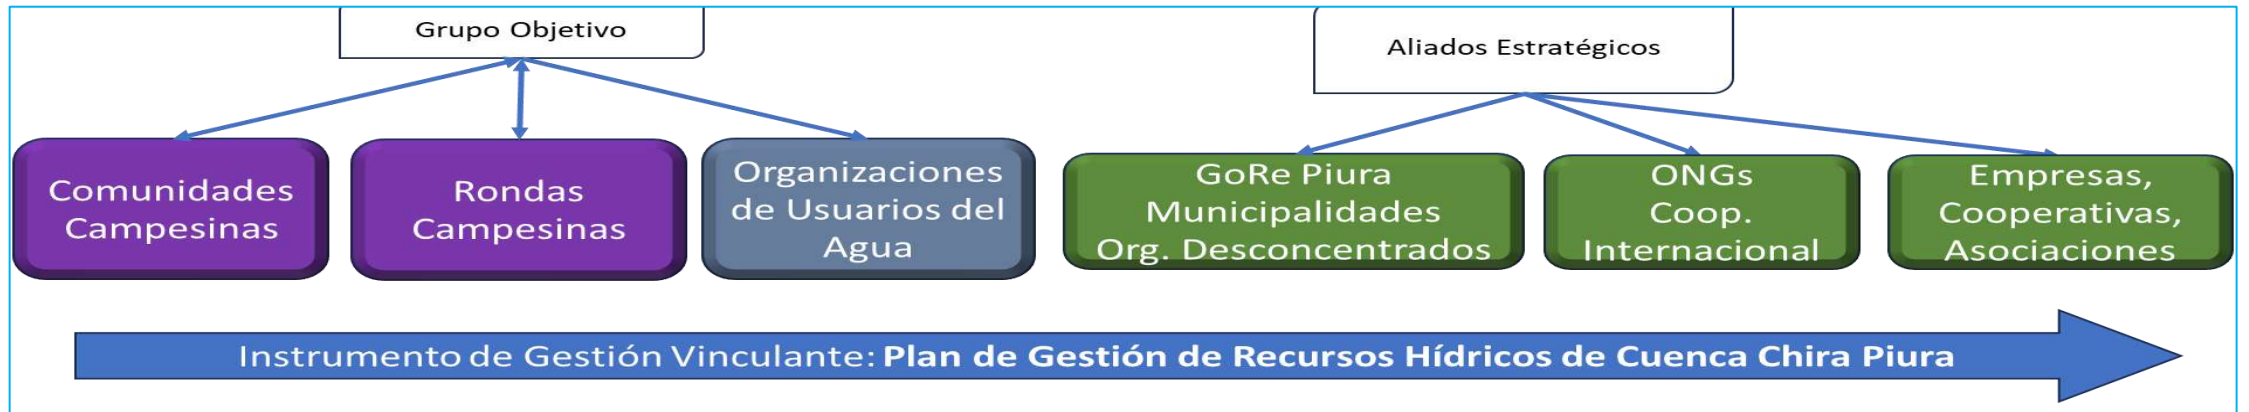 Grupo Objetivo
Aliados Estratégicos
Comunidades
Campesinas
Rondas
Campesinas
Organizaciones
de Usuarios del
Agua
GoRe Piura
Municipalidades
Org. Desconcentrados
ONGs
Coop.
Internacional
Empresas,
Cooperativas,
Asociaciones
Instrumento de Gestión Vinculante: Plan de Gestión de Recursos Hídricos de Cuenca Chira Piura